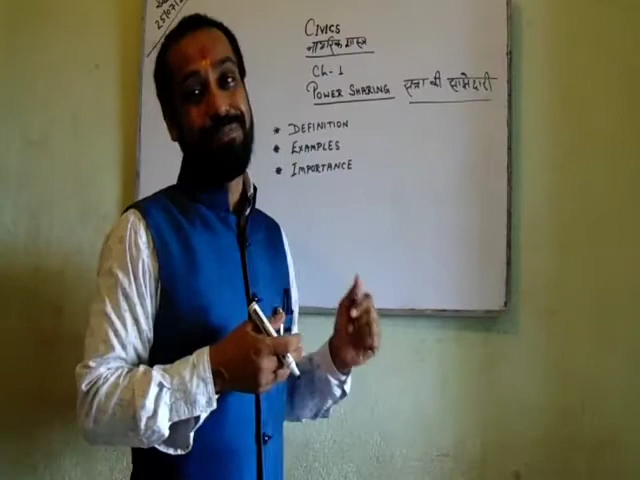 CIVICS
नागरिक शास्त्र
Ch-1
POWER SHARING सत्ता की साझेदारी
* DEFINITION
* EXAMPLES
* IMPORTANCE